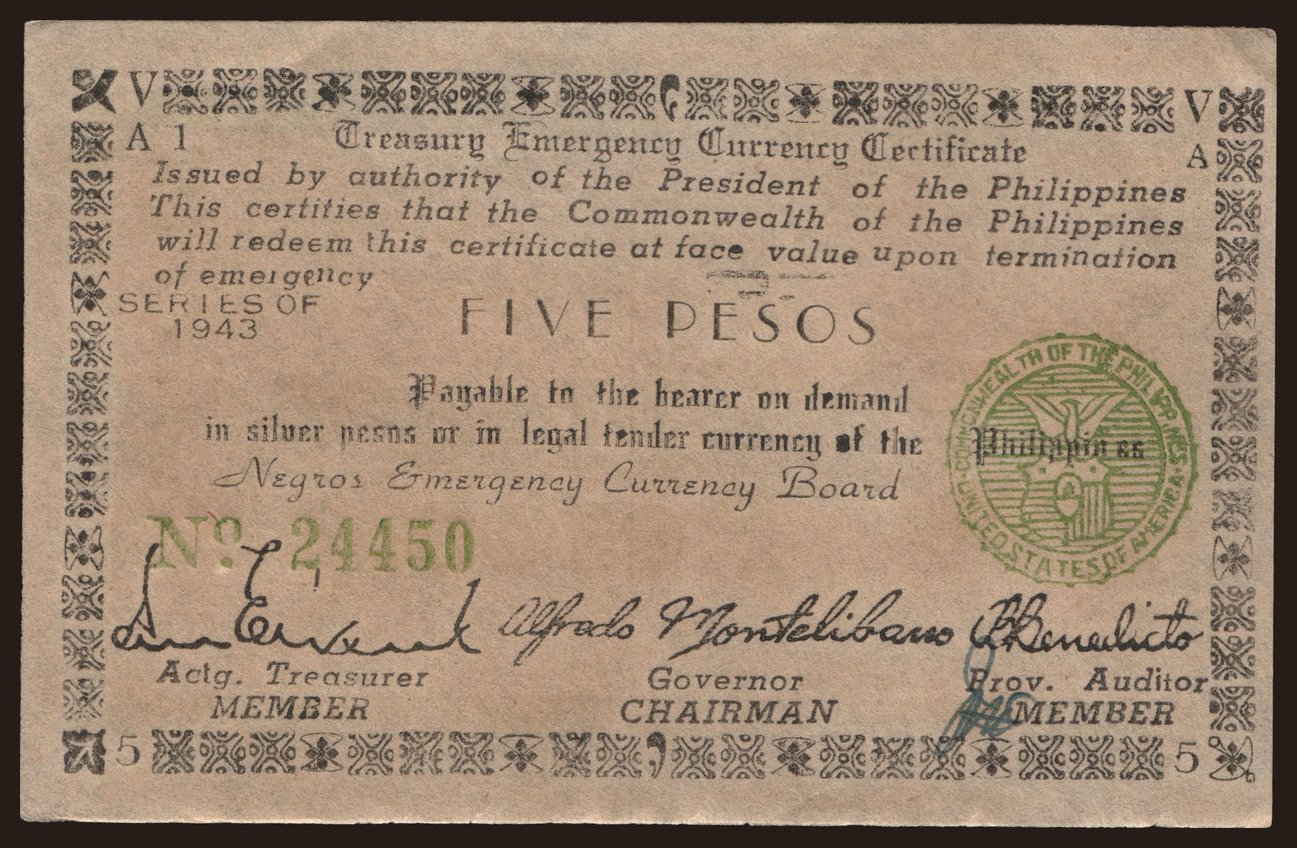 V V
A 1 Treasury Emergency Currency Certificate A
Issued by authority of the President of the Philippines
This certities that the Commonwealth of the Philippines
will redeem this certificate at face value upon termination
of emergency
SERIES OF
1943
FIVE PESOS
Payable to the bearer on demand
in silver pesos or in legal tender currency of the Philippines
Negros Emergency Currency Board
COMMONWEALTH OF THE PHILIPPINES
UNITED STATES OF AMERICA
No. 24450
Alfredo Montelibano
Benedicto
Actg. Treasurer Governor Prov. Auditor
MEMBER CHAIRMAN MEMBER
5 5